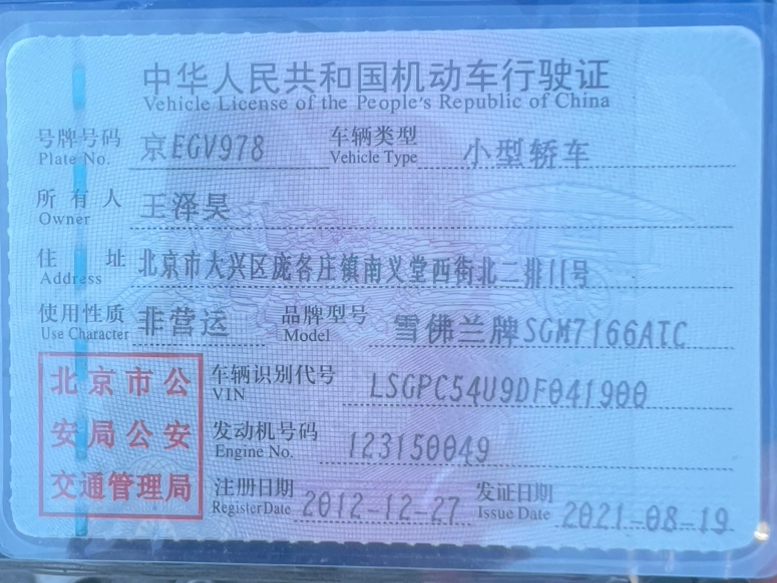 中华人民共和国机动车行驶证
Vehicle License of the People's Republic of China
号牌号码 京EGV978 车辆类型 小型轿车
Plate No. Vehicle Type
所有人 王泽昊
Owner
住址 北京市大兴区庞各庄镇南义堂西街北二排11号
Address
使用性质 非营运 品牌型号 雪佛兰牌SGM7166ATC
Use Character Model
北京市公
安局公安
交通管理局
车辆识别代号 LSGPC54U9DF041900
VIN
发动机号码 123150049
Engine No.
注册日期 2012-12-27 发证日期 2021-08-19
Register Date Issue Date